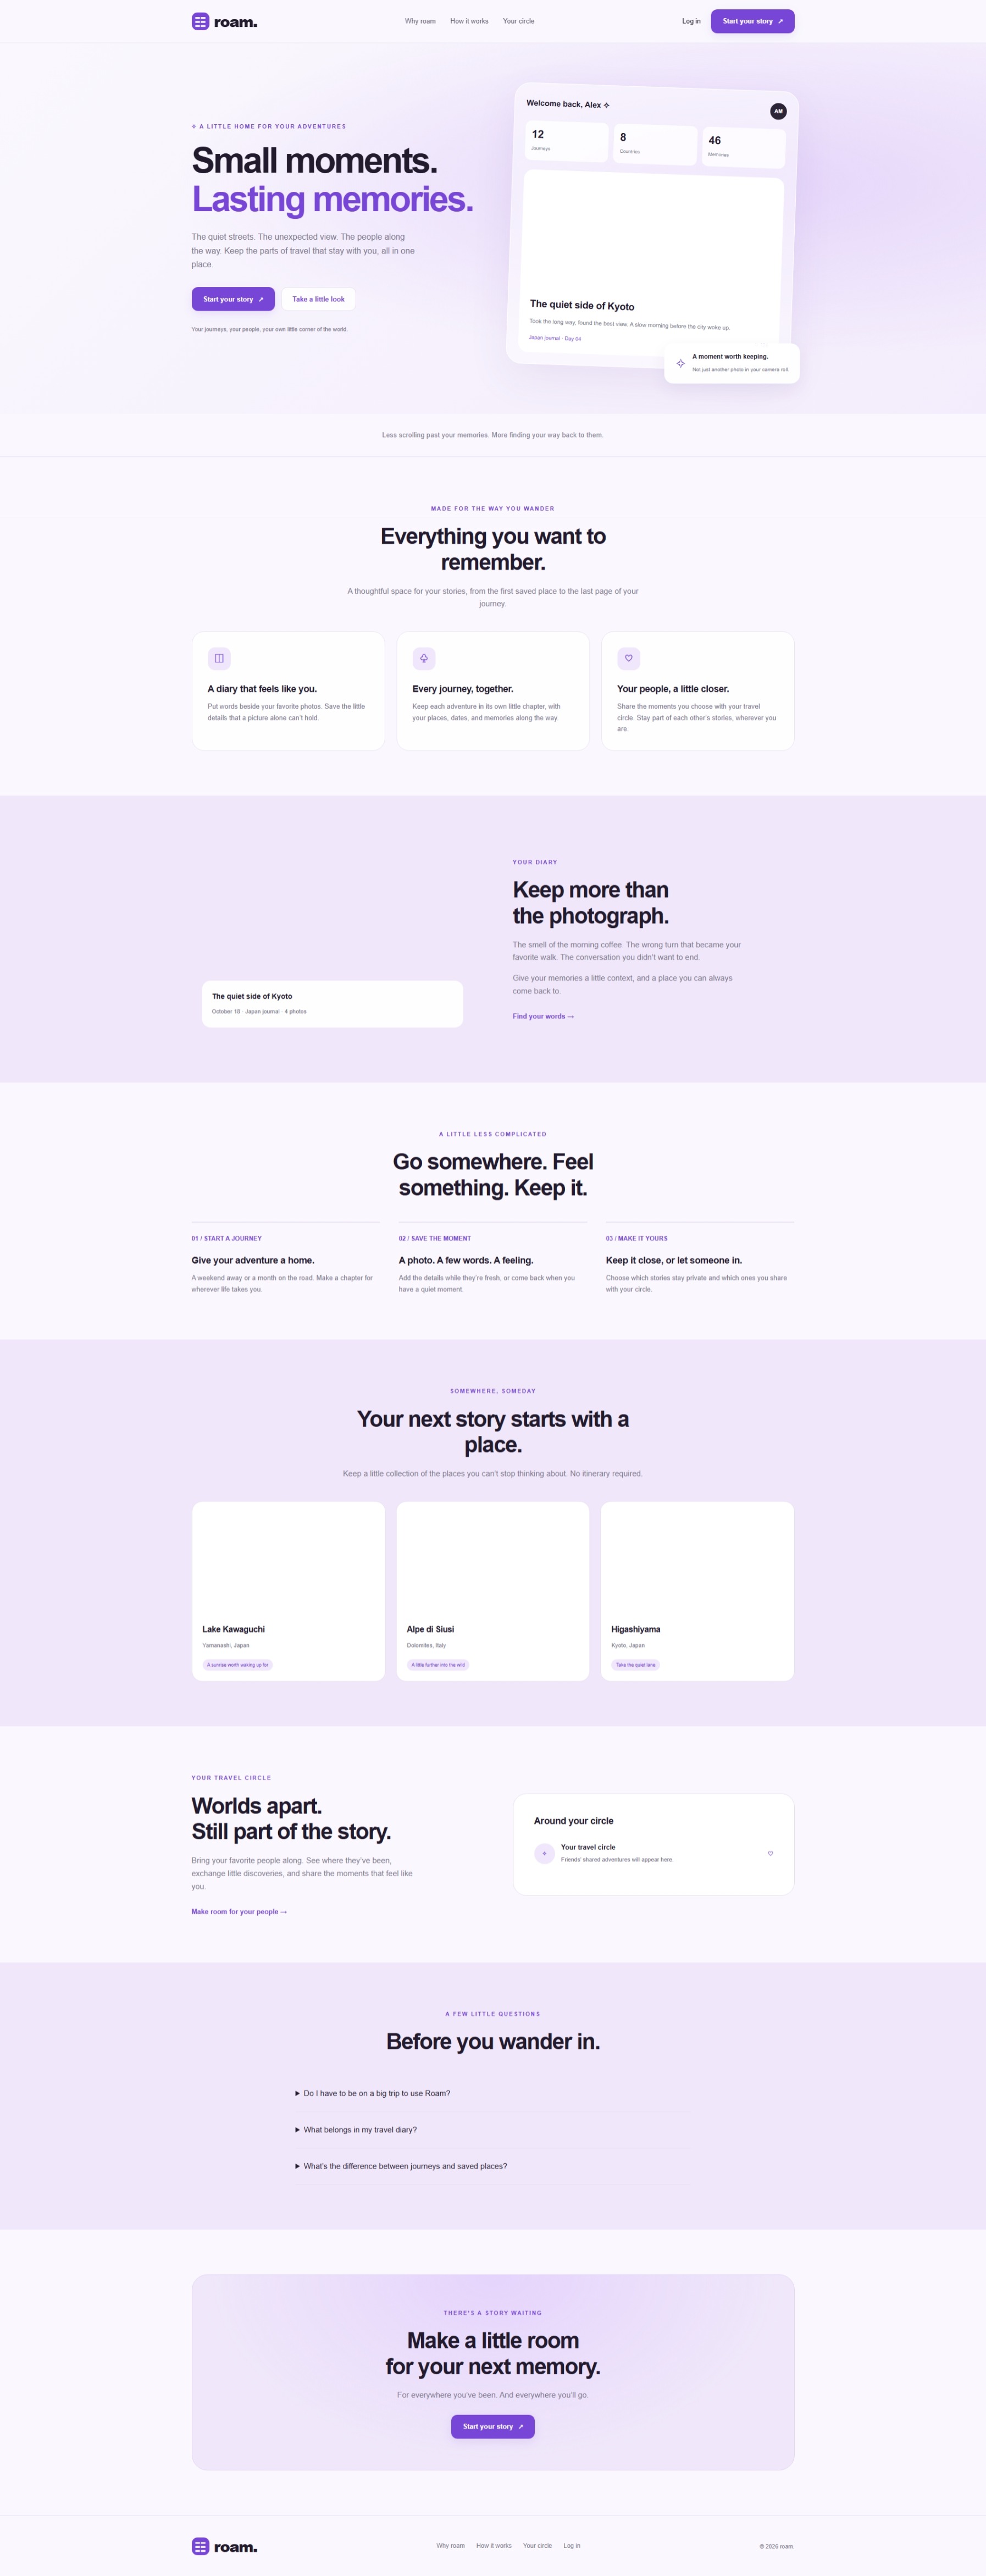 roam.
Why roam
How it works
Your circle
Log in
Start your story ↗
✧ A LITTLE HOME FOR YOUR ADVENTURES
Small moments.
Lasting memories.
The quiet streets. The unexpected view. The people along
the way. Keep the parts of travel that stay with you, all in one
place.
Start your story ↗
Take a little look
Your journeys, your people, your own little corner of the world.
Welcome back, Alex ✧
AM
12
Journeys
8
Countries
46
Memories
The quiet side of Kyoto
Took the long way, found the best view. A slow morning before the city woke up.
Japan journal · Day 04
A moment worth keeping.
Not just another photo in your camera roll.
Less scrolling past your memories. More finding your way back to them.
MADE FOR THE WAY YOU WANDER
Everything you want to
remember.
A thoughtful space for your stories, from the first saved place to the last page of your
journey.
A diary that feels like you.
Put words beside your favorite photos. Save the little
details that a picture alone can't hold.
Every journey, together.
Keep each adventure in its own little chapter, with
your places, dates, and memories along the way.
Your people, a little closer.
Share the moments you choose with your travel
circle. Stay part of each other's stories, wherever you
are.
The quiet side of Kyoto
October 18 · Japan journal · 4 photos
YOUR DIARY
Keep more than
the photograph.
The smell of the morning coffee. The wrong turn that became your
favorite walk. The conversation you didn't want to end.
Give your memories a little context, and a place you can always
come back to.
Find your words →
A LITTLE LESS COMPLICATED
Go somewhere. Feel
something. Keep it.
01 / START A JOURNEY
Give your adventure a home.
A weekend away or a month on the road. Make a chapter for
wherever life takes you.
02 / SAVE THE MOMENT
A photo. A few words. A feeling.
Add the details while they're fresh, or come back when you
have a quiet moment.
03 / MAKE IT YOURS
Keep it close, or let someone in.
Choose which stories stay private and which ones you share
with your circle.
SOMEWHERE, SOMEDAY
Your next story starts with a
place.
Keep a little collection of the places you can't stop thinking about. No itinerary required.
Lake Kawaguchi
Yamanashi, Japan
A sunrise worth waking up for
Alpe di Siusi
Dolomites, Italy
A little further into the wild
Higashiyama
Kyoto, Japan
Take the quiet lane
YOUR TRAVEL CIRCLE
Worlds apart.
Still part of the story.
Bring your favorite people along. See where they've been,
exchange little discoveries, and share the moments that feel like
you.
Make room for your people →
Around your circle
Your travel circle
Friends' shared adventures will appear here.
A FEW LITTLE QUESTIONS
Before you wander in.
Do I have to be on a big trip to use Roam?
What belongs in my travel diary?
What's the difference between journeys and saved places?
THERE'S A STORY WAITING
Make a little room
for your next memory.
For everywhere you've been. And everywhere you'll go.
Start your story ↗
roam.
Why roam
How it works
Your circle
Log in
© 2026 roam.